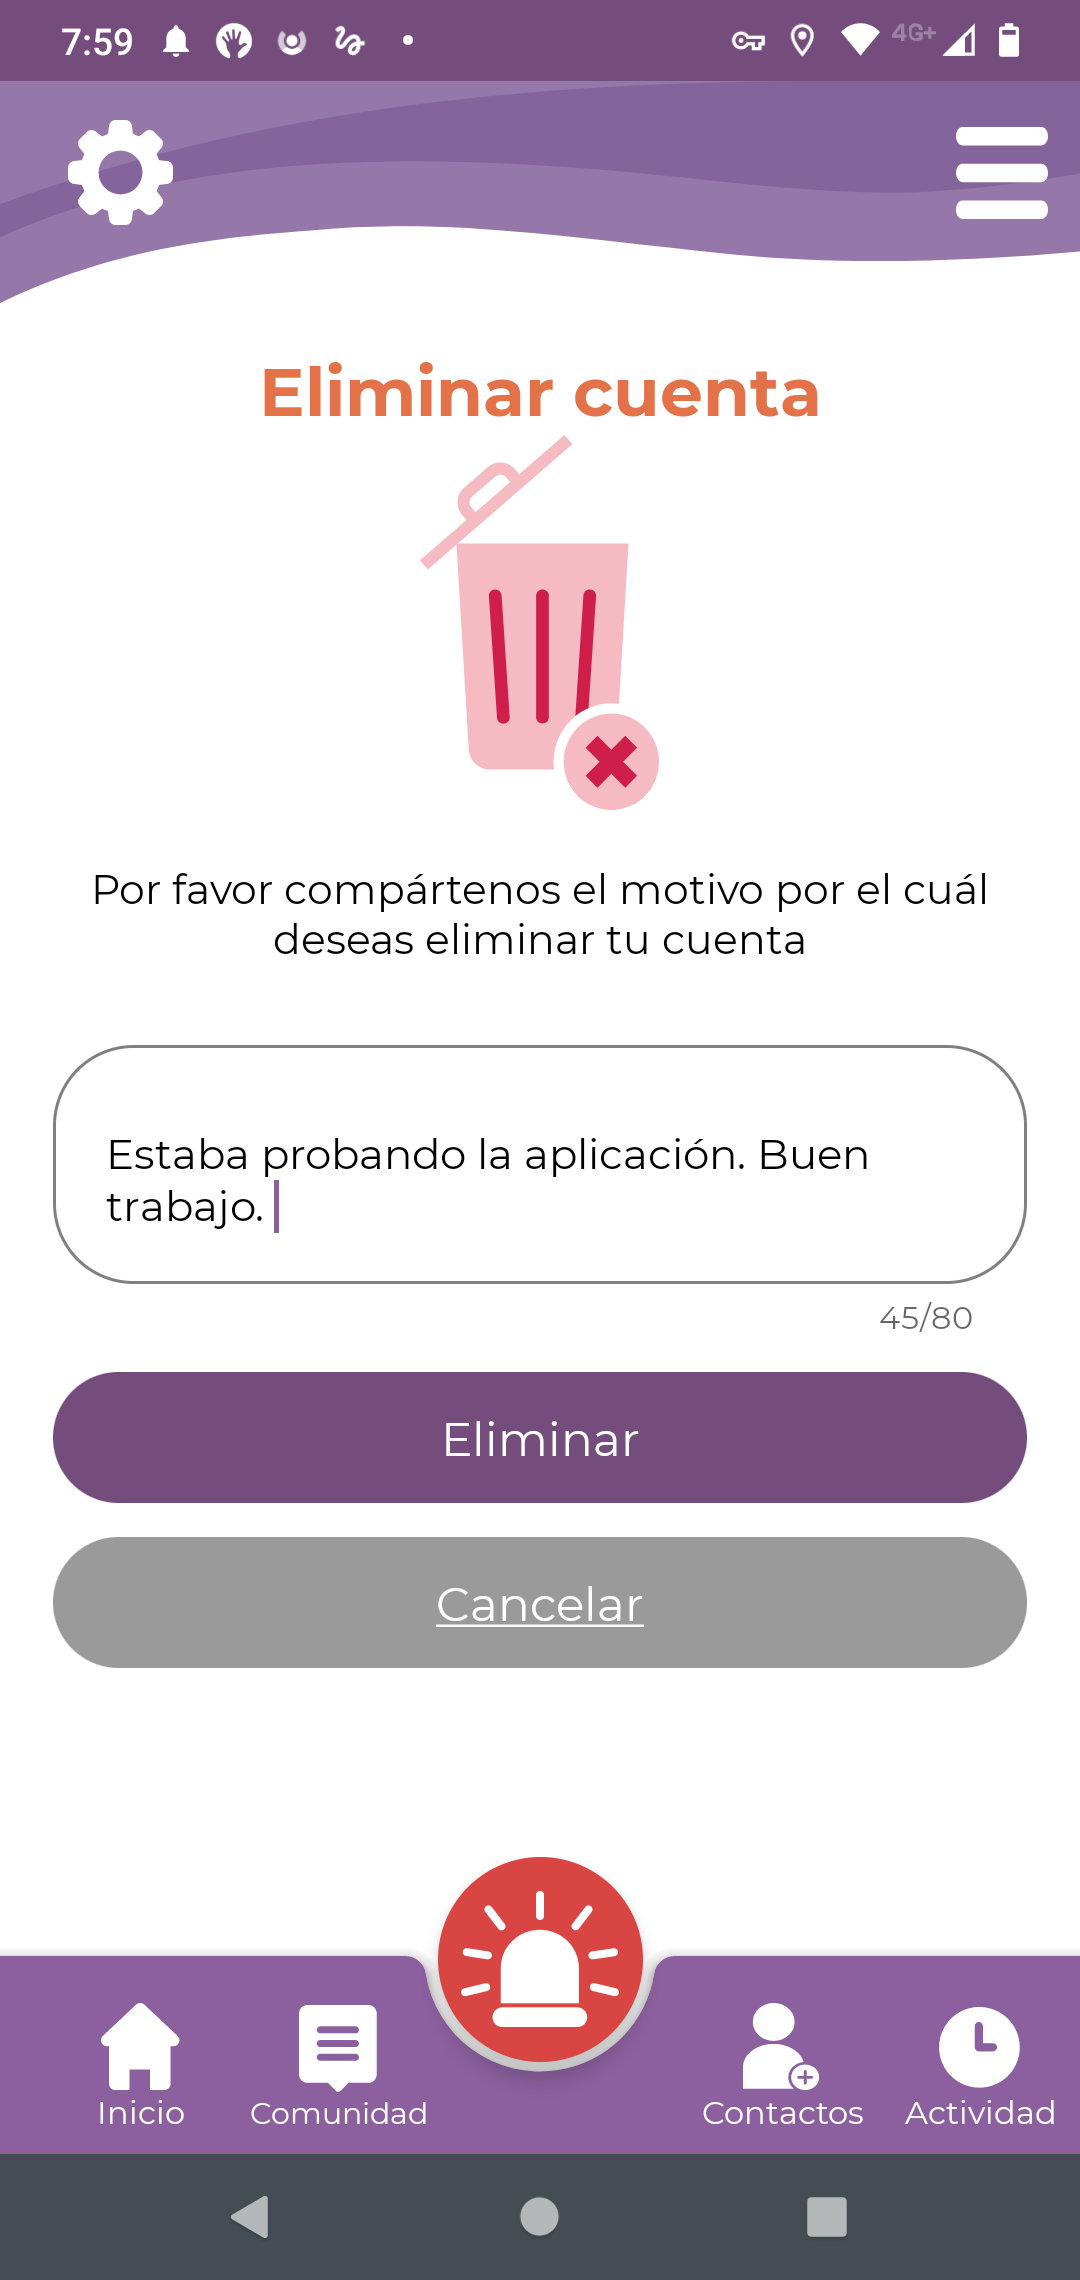 7:59
4G+
Eliminar cuenta
Por favor compártenos el motivo por el cuál
deseas eliminar tu cuenta
Estaba probando la aplicación. Buen
trabajo.
45/80
Eliminar
Cancelar
Inicio
Comunidad
Contactos
Actividad